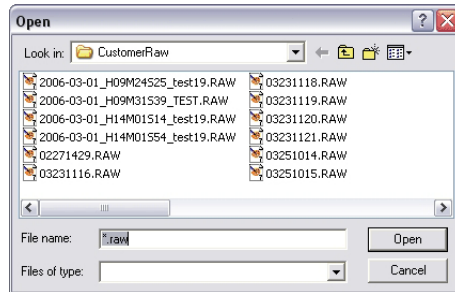 Open
Look in: CustomerRaw
2006-03-01_H09M24S25_test19.RAW
2006-03-01_H09M31S39_TEST.RAW
2006-03-01_H14M01S14_test19.RAW
2006-03-01_H14M01S54_test19.RAW
02271429.RAW
03231116.RAW
03231118.RAW
03231119.RAW
03231120.RAW
03231121.RAW
03251014.RAW
03251015.RAW
File name: *.raw
Open
Files of type:
Cancel